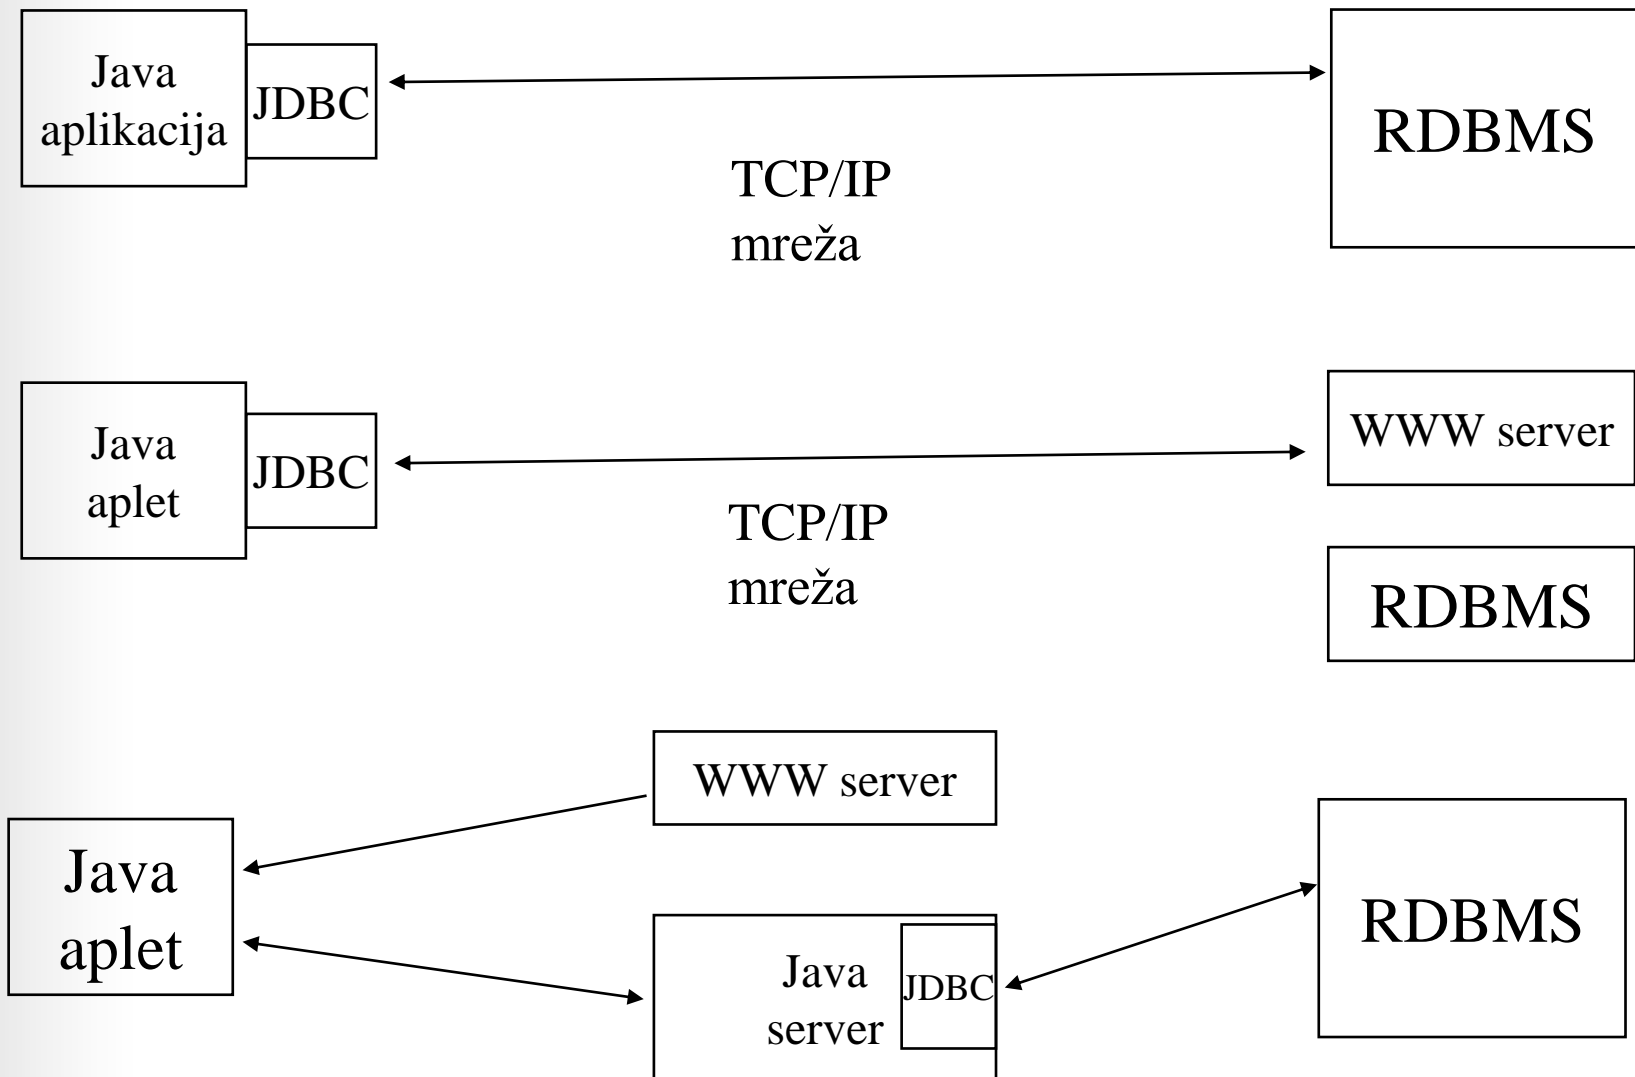 Java
aplikacija
JDBC
TCP/IP
mreža
RDBMS
Java
aplet
JDBC
TCP/IP
mreža
WWW server
RDBMS
WWW server
Java
aplet
Java
server
JDBC
RDBMS